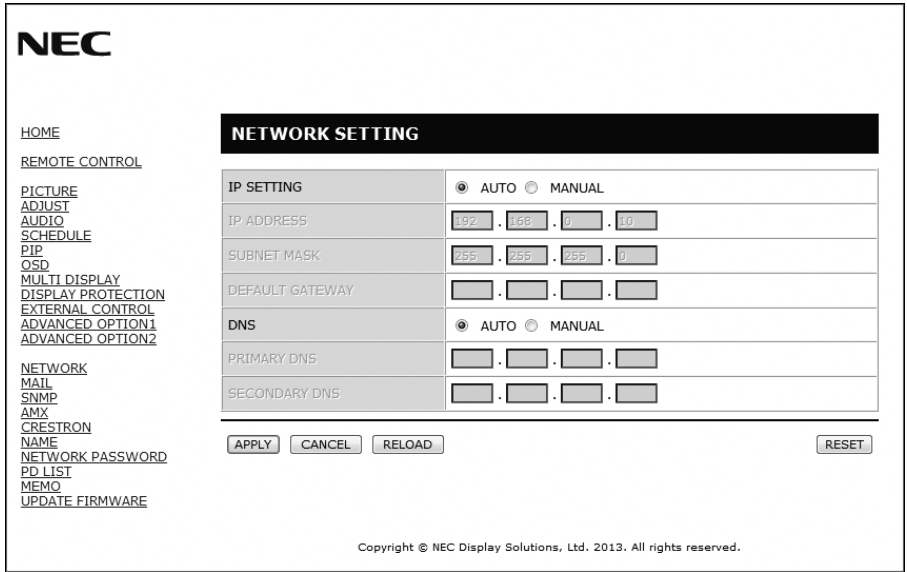 NEC
HOME
REMOTE CONTROL
PICTURE
ADJUST
AUDIO
SCHEDULE
PIP
OSD
MULTI DISPLAY
DISPLAY PROTECTION
EXTERNAL CONTROL
ADVANCED OPTION1
ADVANCED OPTION2
NETWORK
MAIL
SNMP
AMX
CRESTRON
NAME
NETWORK PASSWORD
PD LIST
MEMO
UPDATE FIRMWARE
NETWORK SETTING
IP SETTING AUTO MANUAL
IP ADDRESS 192 . 168 . 0 . 10
SUBNET MASK 255 . 255 . 255 . 0
DEFAULT GATEWAY . . .
DNS AUTO MANUAL
PRIMARY DNS . . .
SECONDARY DNS . . .
APPLY CANCEL RELOAD RESET
Copyright © NEC Display Solutions, Ltd. 2013. All rights reserved.